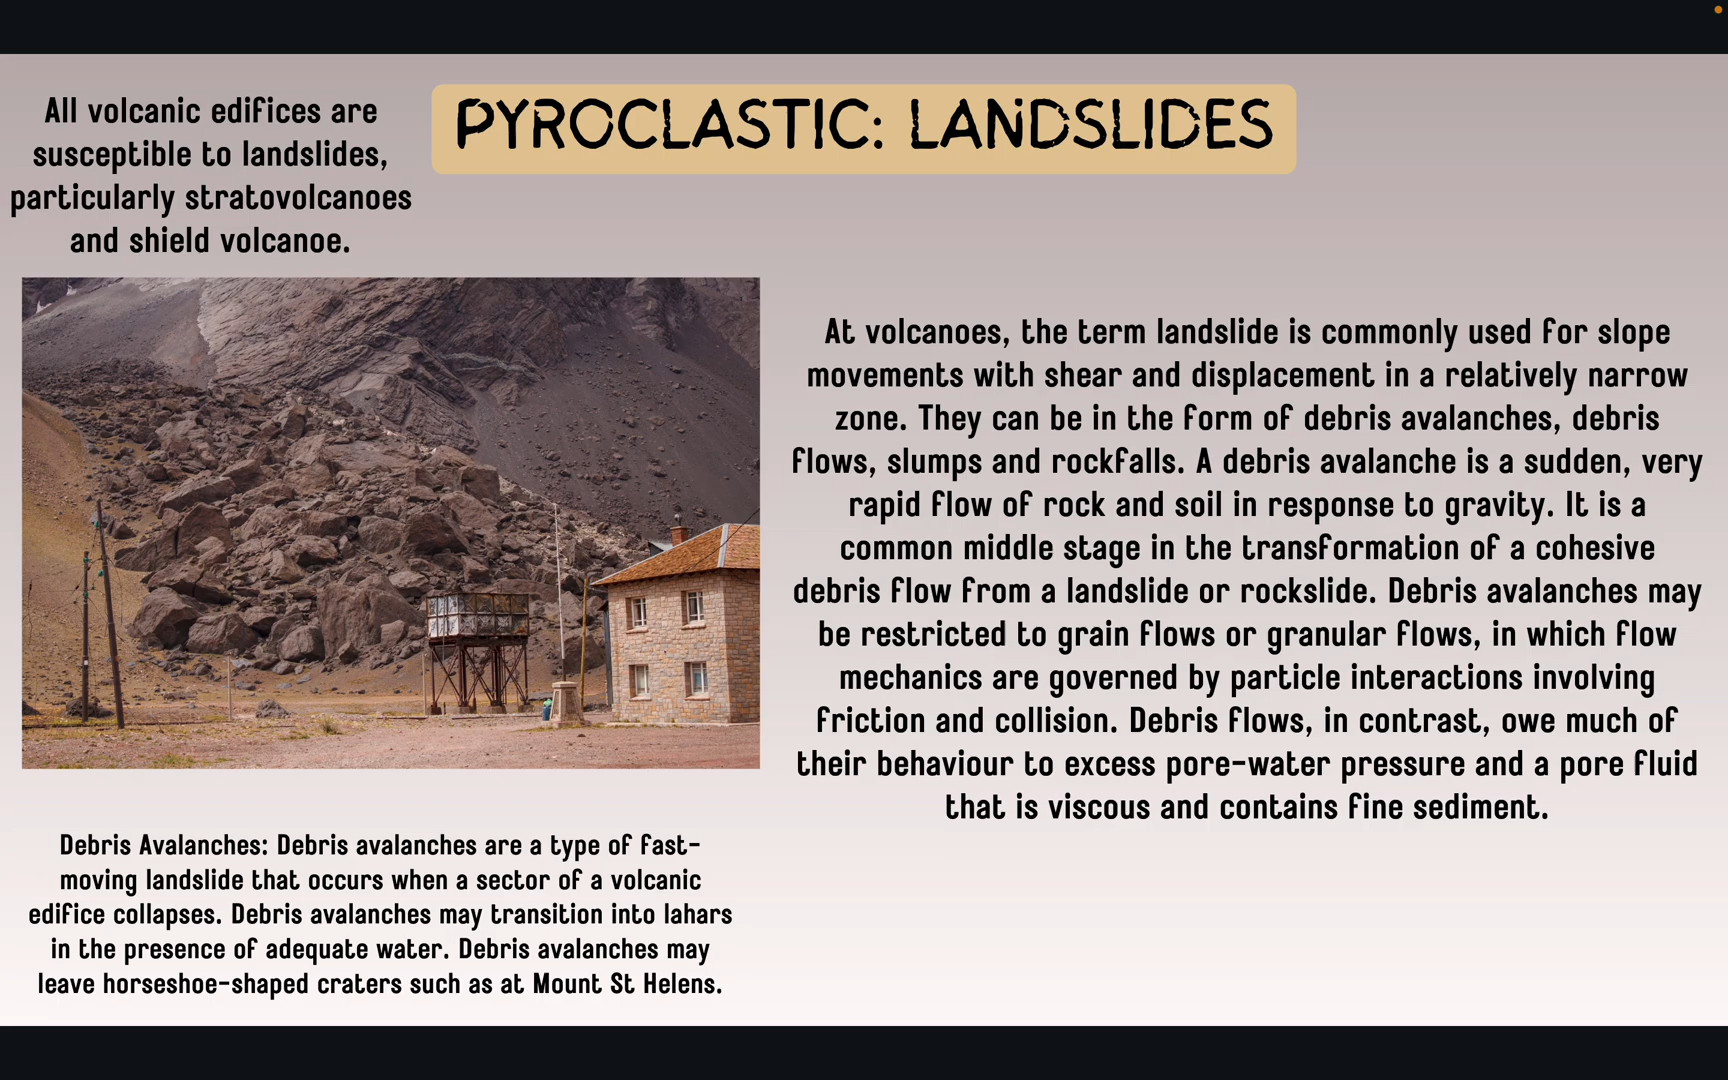 PYROCLASTIC: LANDSLIDES
All volcanic edifices are
susceptible to landslides,
particularly stratovolcanoes
and shield volcanoe.
At volcanoes, the term landslide is commonly used for slope
movements with shear and displacement in a relatively narrow
zone. They can be in the form of debris avalanches, debris
flows, slumps and rockfalls. A debris avalanche is a sudden, very
rapid flow of rock and soil in response to gravity. It is a
common middle stage in the transformation of a cohesive
debris flow from a landslide or rockslide. Debris avalanches may
be restricted to grain flows or granular flows, in which flow
mechanics are governed by particle interactions involving
friction and collision. Debris flows, in contrast, owe much of
their behaviour to excess pore-water pressure and a pore fluid
that is viscous and contains fine sediment.
Debris Avalanches: Debris avalanches are a type of fast-
moving landslide that occurs when a sector of a volcanic
edifice collapses. Debris avalanches may transition into lahars
in the presence of adequate water. Debris avalanches may
leave horseshoe-shaped craters such as at Mount St Helens.